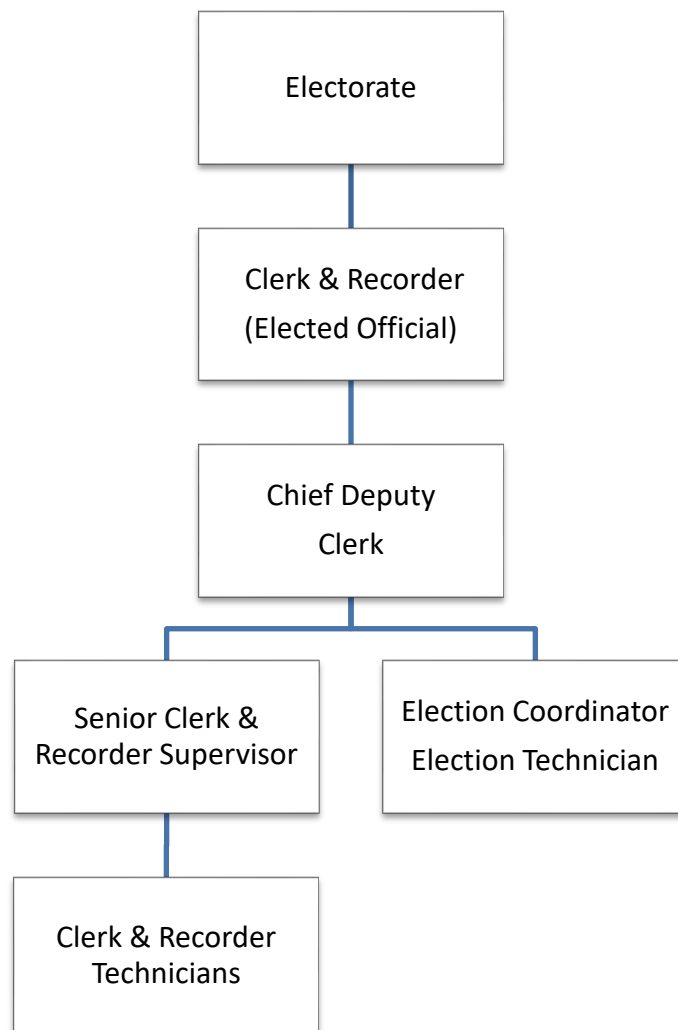 Electorate
Clerk & Recorder
(Elected Official)
Chief Deputy
Clerk
Senior Clerk &
Recorder Supervisor
Election Coordinator
Election Technician
Clerk & Recorder
Technicians